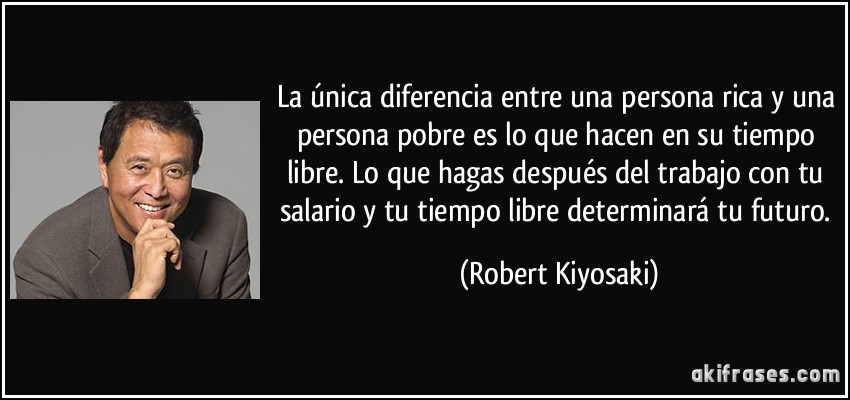 La única diferencia entre una persona rica y una
persona pobre es lo que hacen en su tiempo
libre. Lo que hagas después del trabajo con tu
salario y tu tiempo libre determinará tu futuro.
(Robert Kiyosaki)
akifrases.com